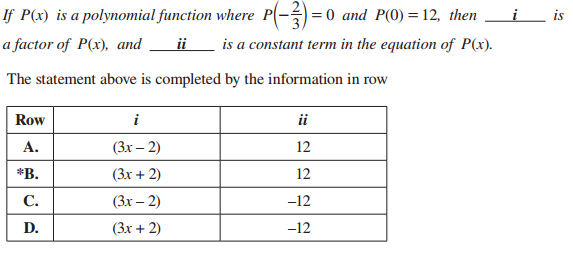 If P(x) is a polynomial function where P(−2/3) = 0 and P(0) = 12, then ___i___ is
a factor of P(x), and ___ii___ is a constant term in the equation of P(x).
The statement above is completed by the information in row
Row i ii
A. (3x – 2) 12
*B. (3x + 2) 12
C. (3x – 2) –12
D. (3x + 2) –12